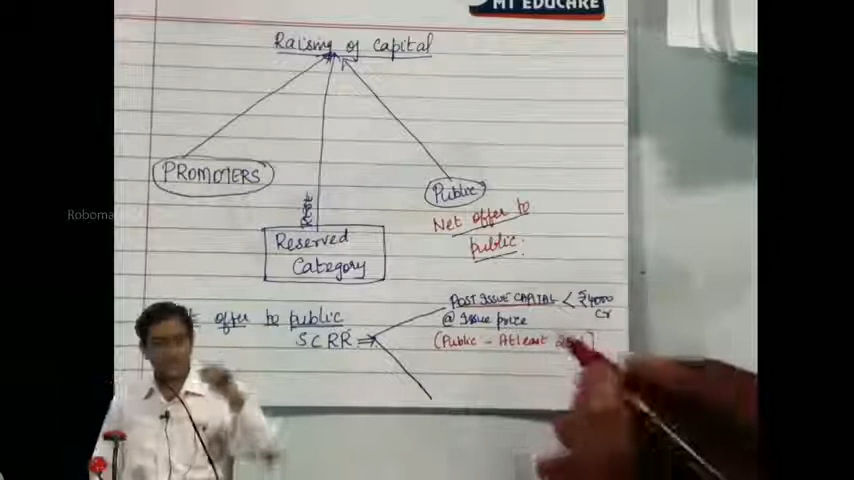 MT EDUCARE
Raising of capital
PROMOTERS
Public
Net offer to
public.
Reserved
Category
offer to public
SCRR ⇒
POST ISSUE CAPITAL < ₹4000
Cr
@ Issue price
(Public - Atleast
Roboma